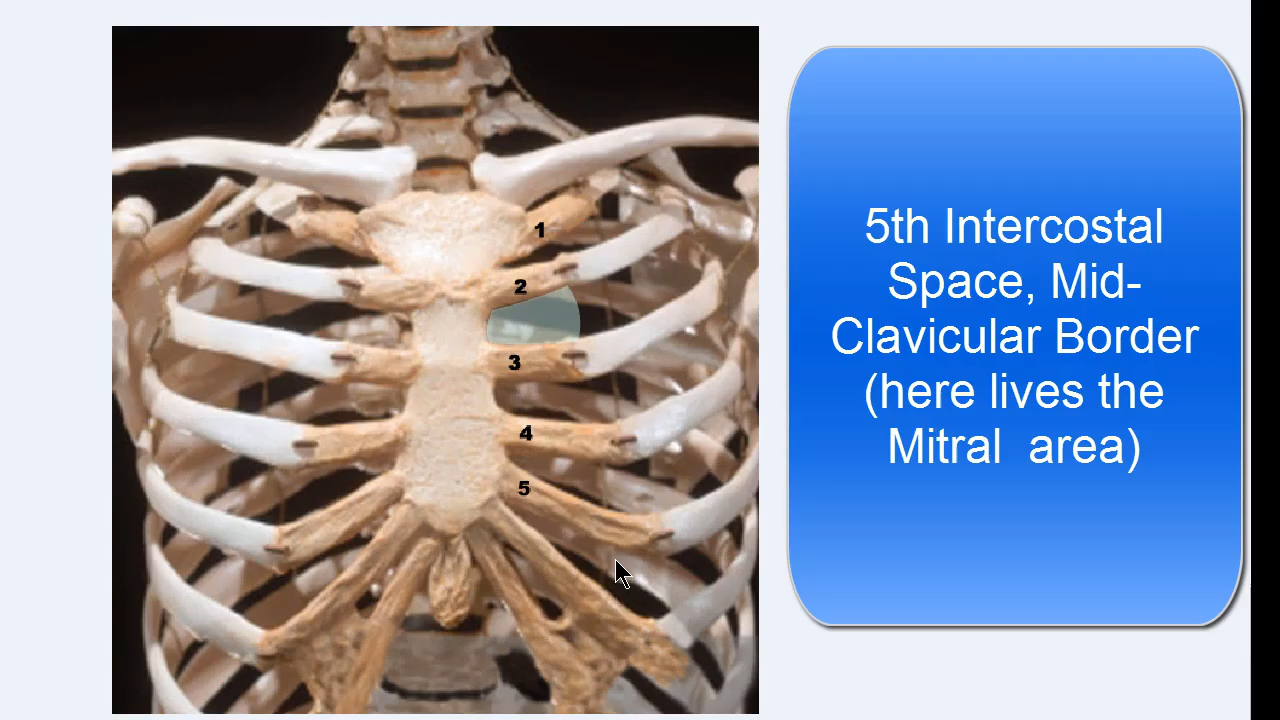 1
2
3
4
5
5th Intercostal
Space, Mid-
Clavicular Border
(here lives the
Mitral area)